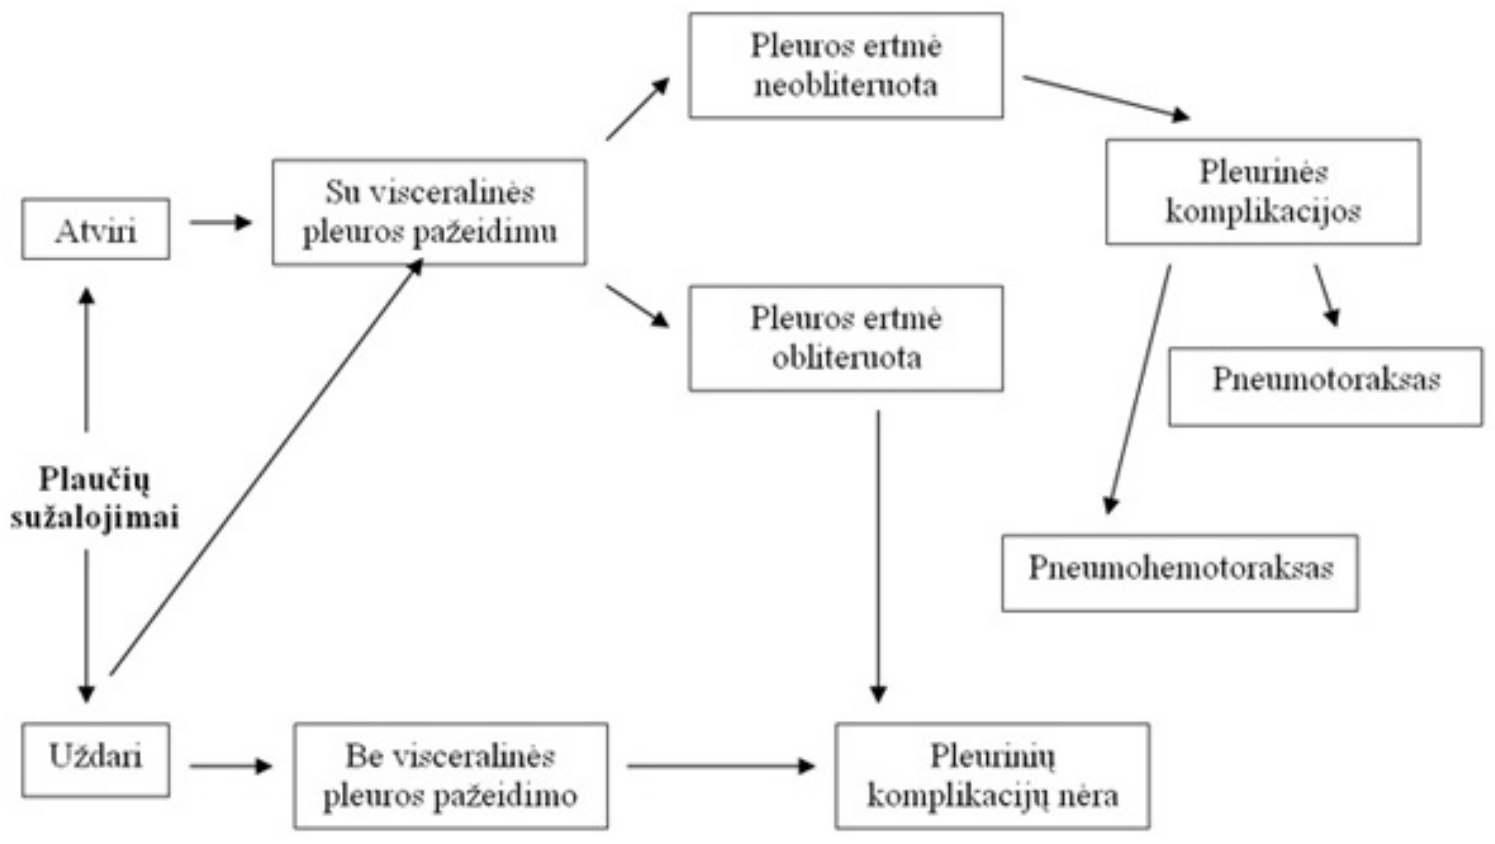 Pleuros ertmė
neobliteruota
Pleurinės
komplikacijos
Su visceralinės
pleuros pažeidimu
Atviri
Pleuros ertmė
obliteruota
Pneumotoraksas
Plaučių
sužalojimai
Pneumohemotoraksas
Uždari
Be visceralinės
pleuros pažeidimo
Pleurinių
komplikacijų nėra